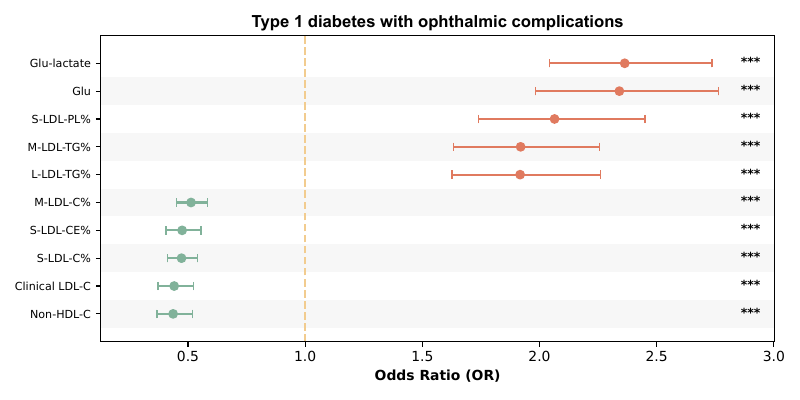 Type 1 diabetes with ophthalmic complications
Glu-lactate ***
Glu ***
S-LDL-PL% ***
M-LDL-TG% ***
L-LDL-TG% ***
M-LDL-C% ***
S-LDL-CE% ***
S-LDL-C% ***
Clinical LDL-C ***
Non-HDL-C ***
0.5 1.0 1.5 2.0 2.5 3.0
Odds Ratio (OR)